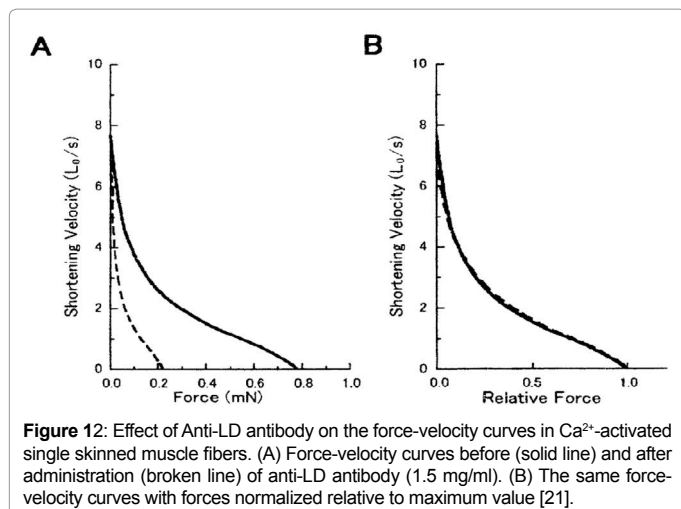 A
B
Shortening Velocity (L₀/s)
10
8
6
4
2
0
0.0
0.2
0.4
0.6
0.8
1.0
Force (mN)
Shortening Velocity (L₀/s)
10
8
6
4
2
0
0.0
0.5
1.0
Relative Force
Figure 12: Effect of Anti-LD antibody on the force-velocity curves in Ca²⁺-activated
single skinned muscle fibers. (A) Force-velocity curves before (solid line) and after
administration (broken line) of anti-LD antibody (1.5 mg/ml). (B) The same force-
velocity curves with forces normalized relative to maximum value [21].